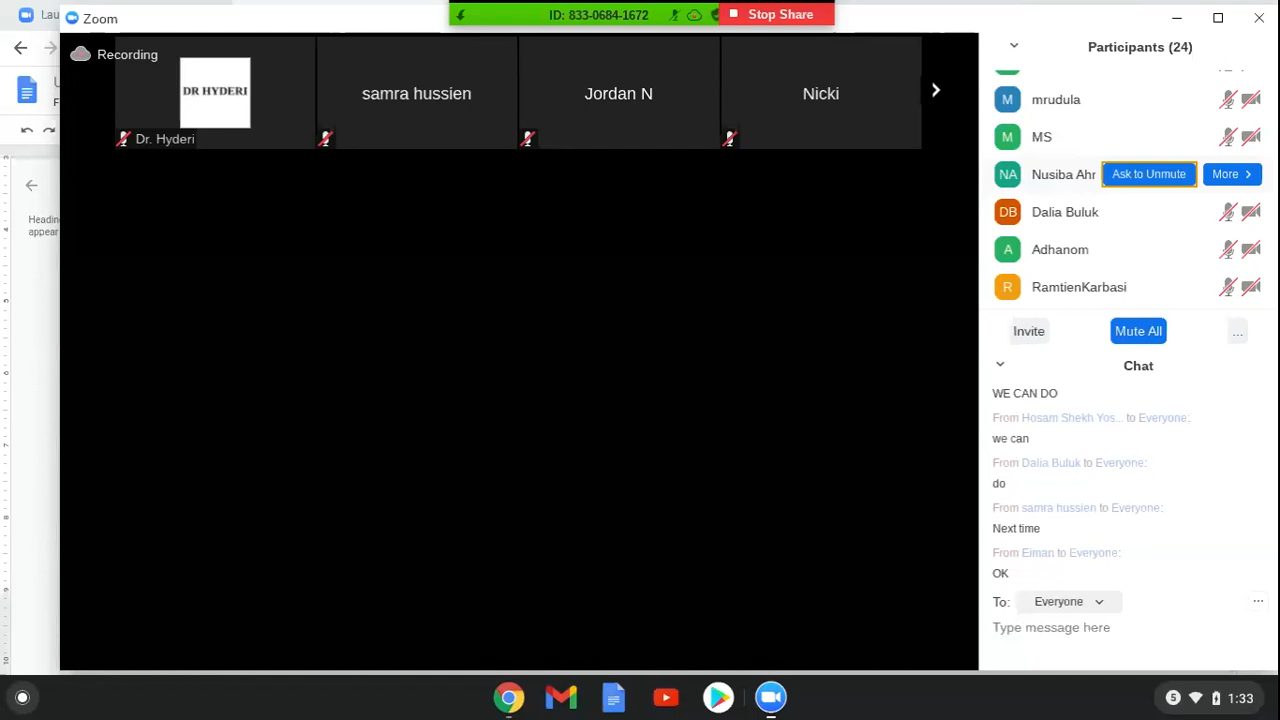 Lau
Zoom
ID: 833-0684-1672
Stop Share
Recording
DR HYDERI
Dr. Hyderi
samra hussien
Jordan N
Nicki
Participants (24)
M mrudula
M MS
NA Nusiba Ahr Ask to Unmute More
DB Dalia Buluk
A Adhanom
R RamtienKarbasi
Invite Mute All ...
Chat
WE CAN DO
From Hosam Shekh Yos... to Everyone:
we can
From Dalia Buluk to Everyone:
do
From samra hussien to Everyone:
Next time
From Eiman to Everyone:
OK
To: Everyone ...
Type message here
Headin
appear
5 1:33